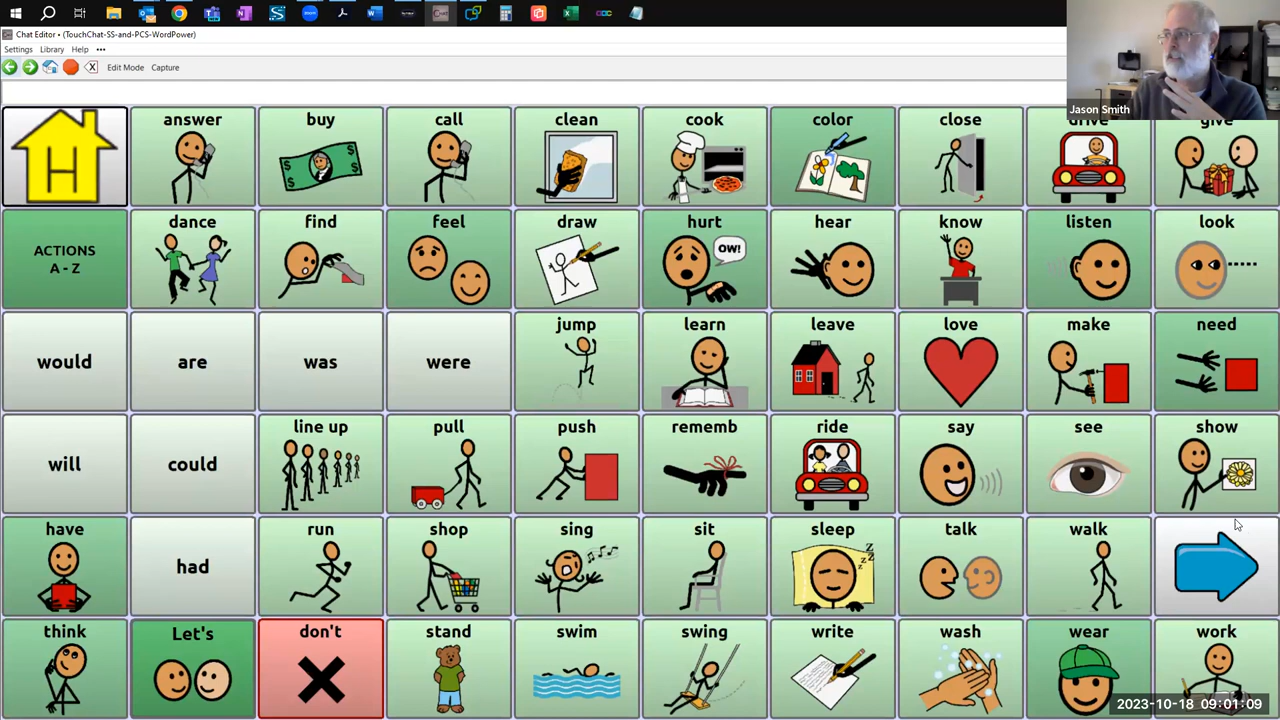 Chat Editor • (TouchChat-SS-and-PCS-WordPower)
Settings Library Help •••
Edit Mode Capture
Jason Smith
H
answer buy call clean cook color close drive give
ACTIONS
A - Z
dance find feel draw hurt hear know listen look
OW!
would are was were jump learn leave love make need
will could line up pull push rememb ride say see show
have had run shop sing sit sleep talk walk
think Let's don't stand swim swing write wash wear work
2023-10-18 09:01:09